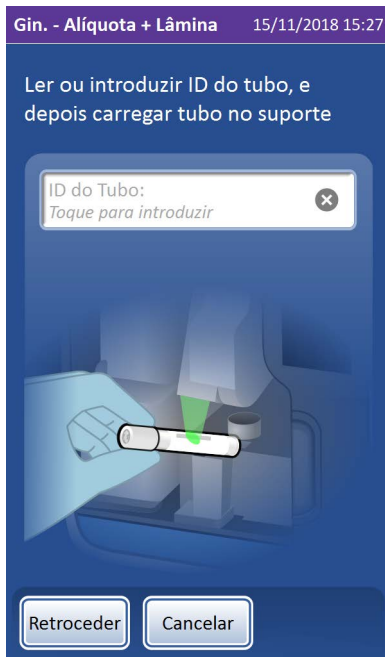 Gin. - Alíquota + Lâmina 15/11/2018 15:27
Ler ou introduzir ID do tubo, e
depois carregar tubo no suporte
ID do Tubo:
Toque para introduzir
Retroceder Cancelar